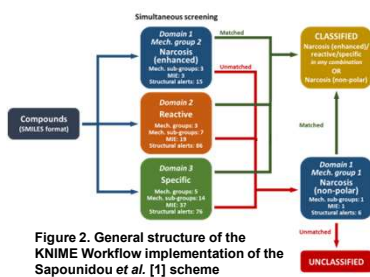 Simultaneous screening
Domain 1
Mech. group 2
Narcosis
(enhanced)
Mech. sub-groups: 3
MIE: 3
Structural alerts: 15
Matched
Unmatched
CLASSIFIED
Narcosis (enhanced)/
reactive/specific
in any combination
OR
Narcosis (non-polar)
Compounds
(SMILES format)
Domain 2
Reactive
Mech. groups: 3
Mech. sub-groups: 7
MIE: 19
Structural alerts: 86
Matched
Domain 3
Specific
Mech. groups: 5
Mech. sub-groups: 14
MIE: 37
Structural alerts: 76
Domain 1
Mech. group 1
Narcosis
(non-polar)
Mech. sub-groups: 1
MIE: 1
Structural alerts: 6
Unmatched
UNCLASSIFIED
Figure 2. General structure of the
KNIME Workflow implementation of the
Sapounidou et al. [1] scheme